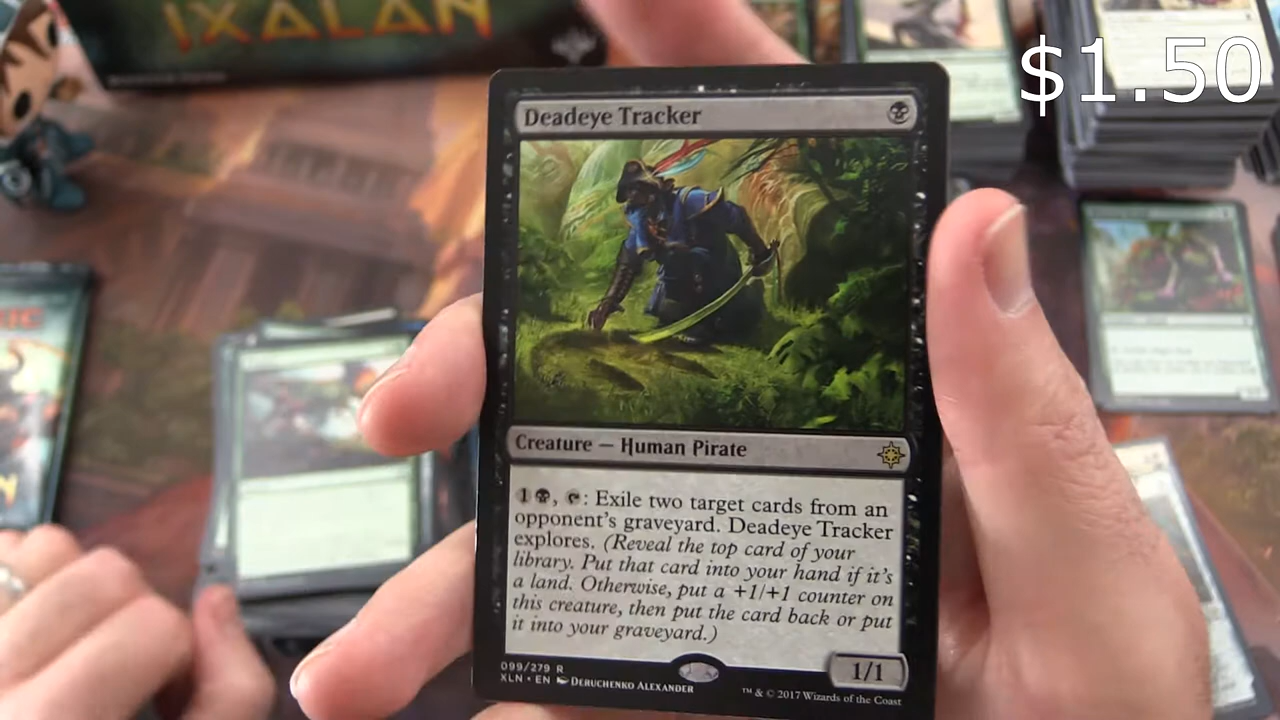 IXALAN
$1.50
Deadeye Tracker
Creature — Human Pirate
1, : Exile two target cards from an
opponent's graveyard. Deadeye Tracker
explores. (Reveal the top card of your
library. Put that card into your hand if it's
a land. Otherwise, put a +1/+1 counter on
this creature, then put the card back or put
it into your graveyard.)
1/1
099/279 R
XLN • EN Deruchenko Alexander
™ & © 2017 Wizards of the Coast